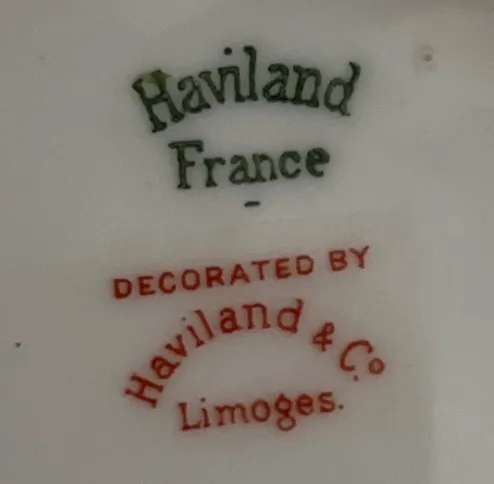 Haviland
France
-
DECORATED BY
Haviland & Co.
Limoges.